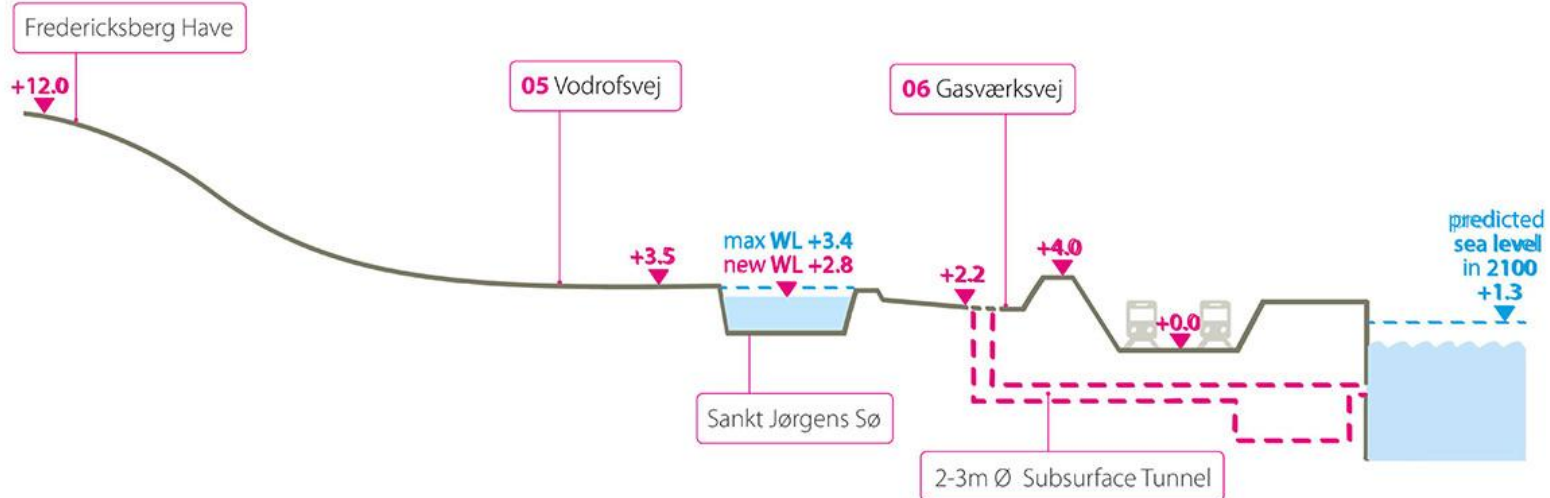 Fredericksberg Have
+12.0
05 Vodrofsvej
06 Gasværksvej
+3.5
max WL +3.4
new WL +2.8
+2.2
+4.0
+0.0
predicted
sea level
in 2100
+1.3
Sankt Jørgens Sø
2-3m Ø Subsurface Tunnel